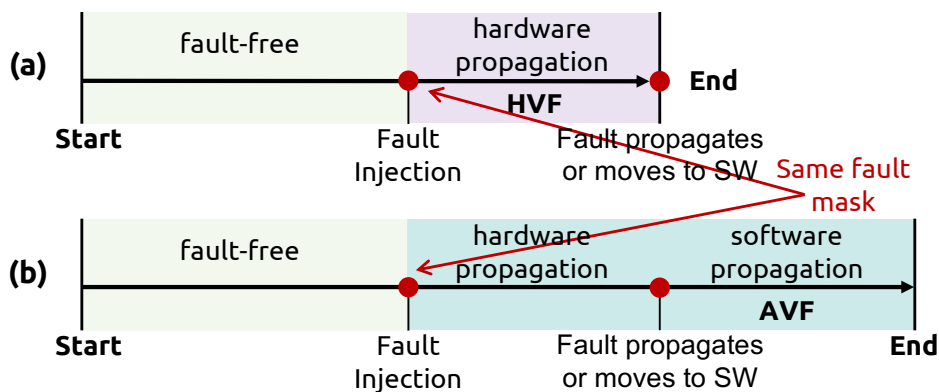 (a)
fault-free
hardware
propagation
HVF
End
Start
Fault
Injection
Fault propagates
or moves to SW
Same fault
mask
(b)
fault-free
hardware
propagation
software
propagation
AVF
Start
Fault
Injection
Fault propagates
or moves to SW
End